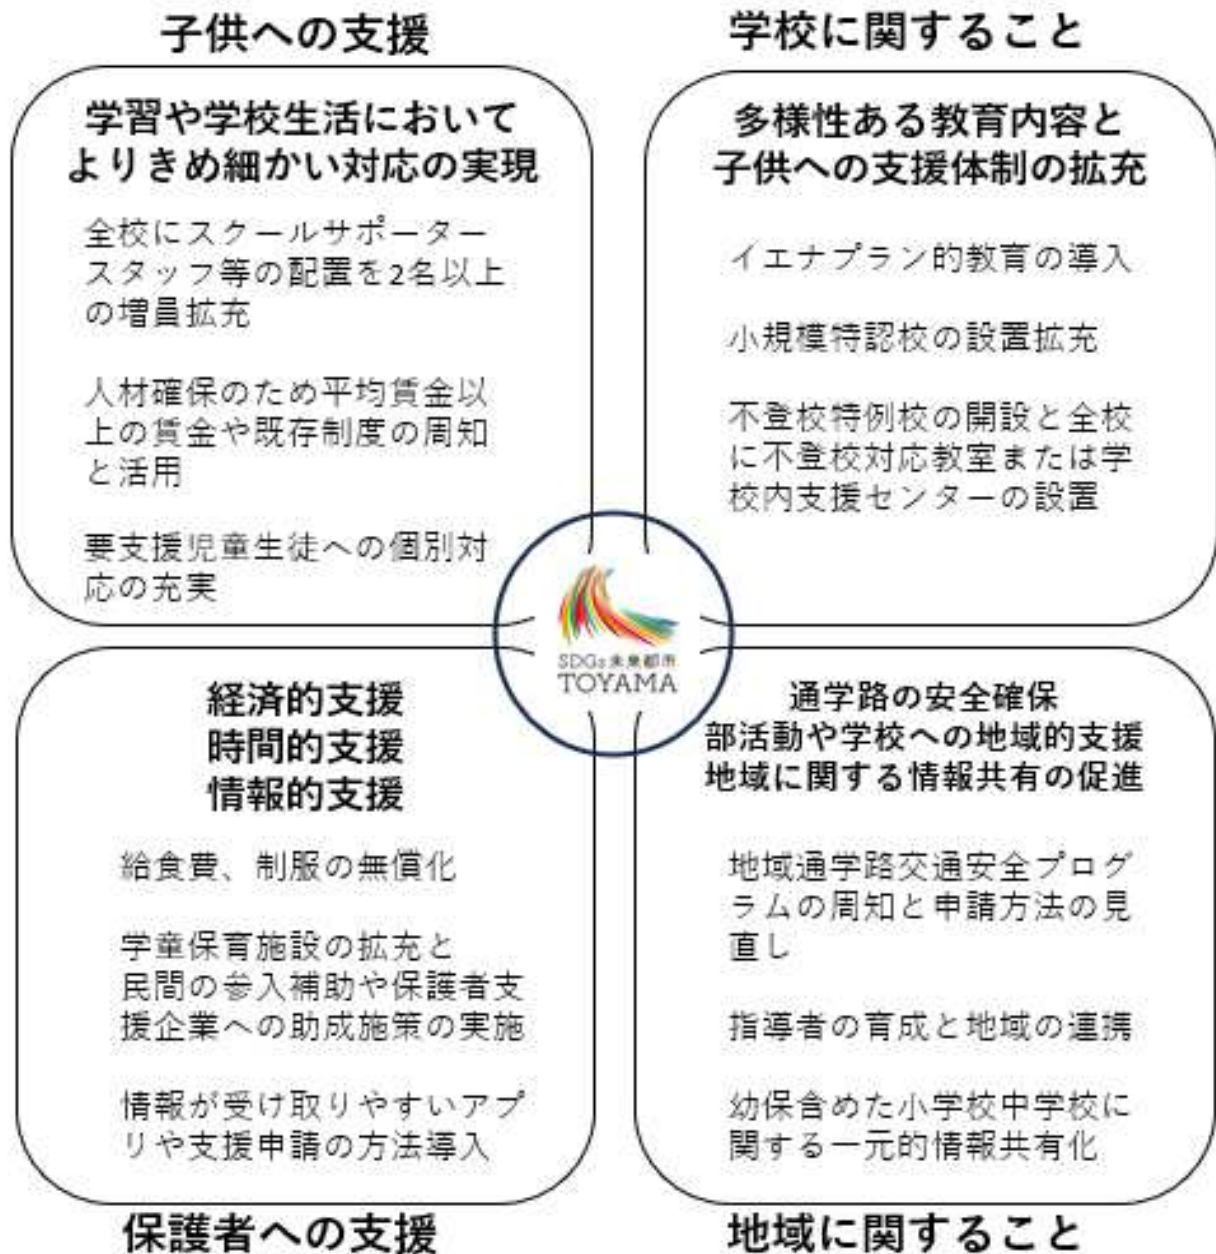 子供への支援
学習や学校生活において
よりきめ細かい対応の実現
全校にスクールサポーター
スタッフ等の配置を2名以上
の増員拡充
人材確保のため平均賃金以
上の賃金や既存制度の周知
と活用
要支援児童生徒への個別対
応の充実
学校に関すること
多様性ある教育内容と
子供への支援体制の拡充
イエナプラン的教育の導入
小規模特認校の設置拡充
不登校特例校の開設と全校
に不登校対応教室または学
校内支援センターの設置
SDGs未来都市
TOYAMA
経済的支援
時間的支援
情報的支援
給食費、制服の無償化
学童保育施設の拡充と
民間の参入補助や保護者支
援企業への助成施策の実施
情報が受け取りやすいアプ
リや支援申請の方法導入
保護者への支援
通学路の安全確保
部活動や学校への地域的支援
地域に関する情報共有の促進
地域通学路交通安全プログ
ラムの周知と申請方法の見
直し
指導者の育成と地域の連携
幼保含めた小学校中学校に
関する一元的情報共有化
地域に関すること